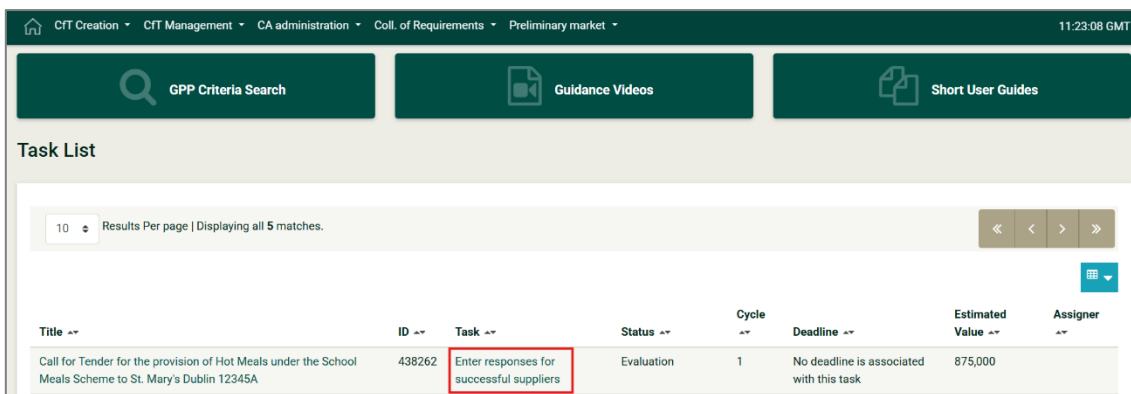 CfT Creation CfT Management CA administration Coll. of Requirements Preliminary market 11:23:08 GMT
GPP Criteria Search Guidance Videos Short User Guides
Task List
10 Results Per page | Displaying all 5 matches.
« < > »
Title ID Task Status Cycle Deadline Estimated Value Assigner
Call for Tender for the provision of Hot Meals under the School 438262 Enter responses for Evaluation 1 No deadline is associated 875,000
Meals Scheme to St. Mary's Dublin 12345A successful suppliers with this task